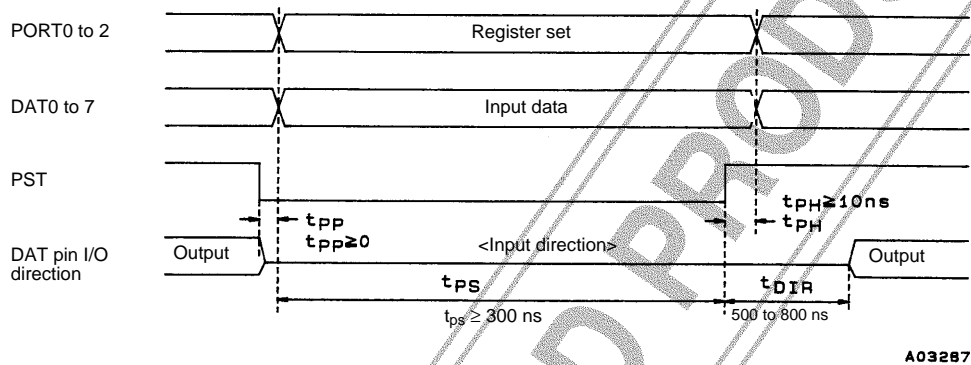 PORT0 to 2
Register set
DAT0 to 7
Input data
PST
tPP
tPP≥0
tPH≥10ns
tPH
DAT pin I/O
direction
Output
<Input direction>
Output
tPS
tps ≥ 300 ns
tDIR
500 to 800 ns
A03287